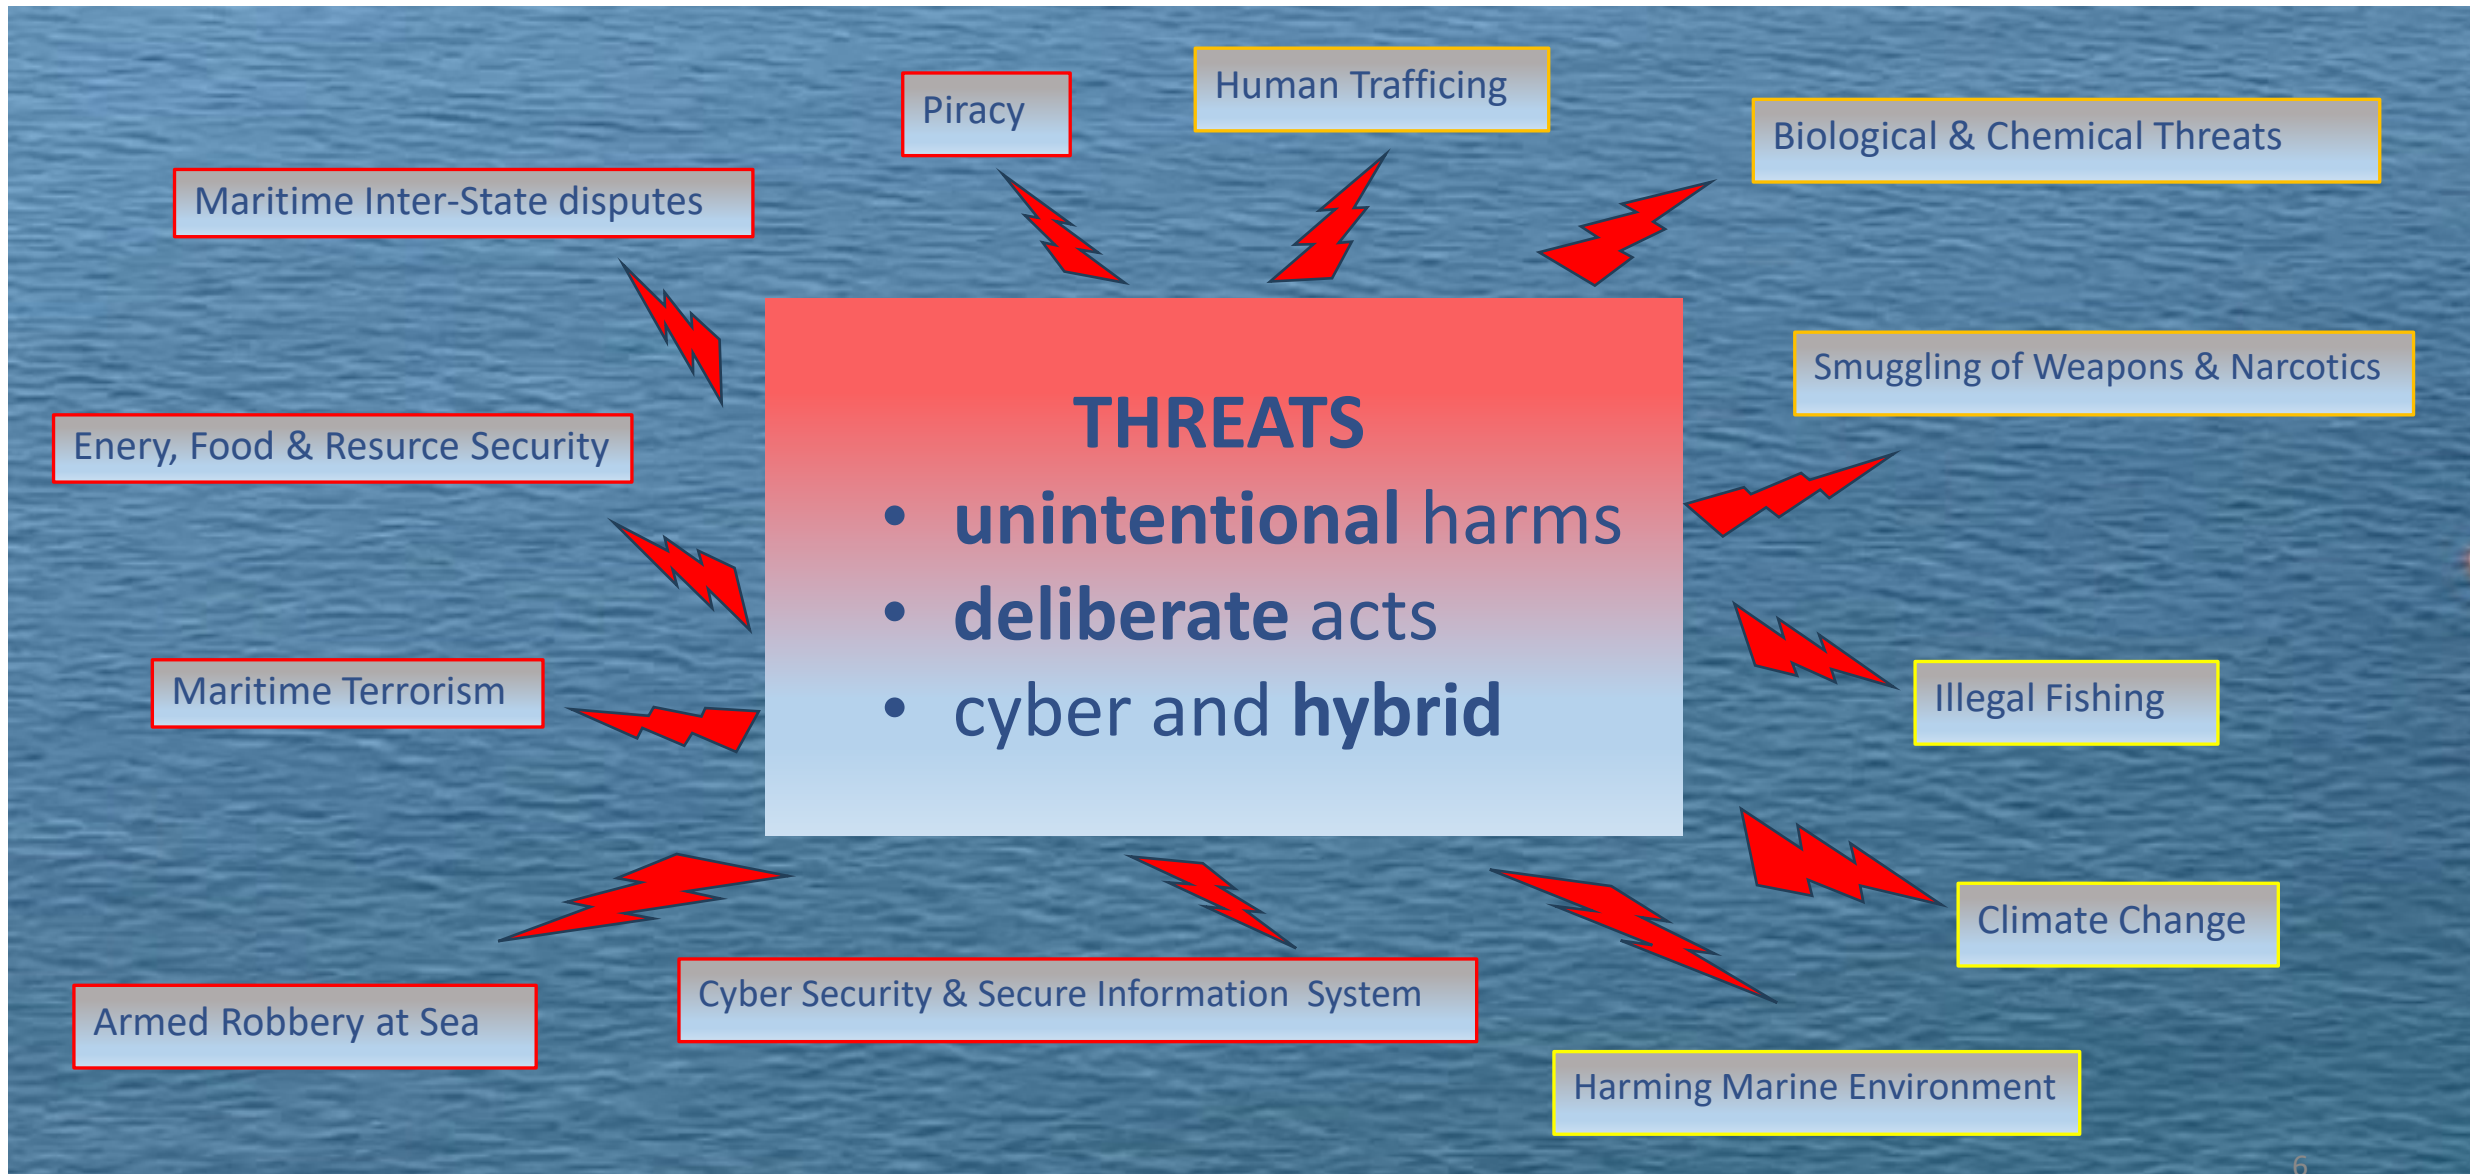 Human Trafficing
Piracy
Biological & Chemical Threats
Maritime Inter-State disputes
Smuggling of Weapons & Narcotics
Enery, Food & Resurce Security
THREATS
• unintentional harms
• deliberate acts
• cyber and hybrid
Maritime Terrorism
Illegal Fishing
Climate Change
Cyber Security & Secure Information System
Armed Robbery at Sea
Harming Marine Environment
6